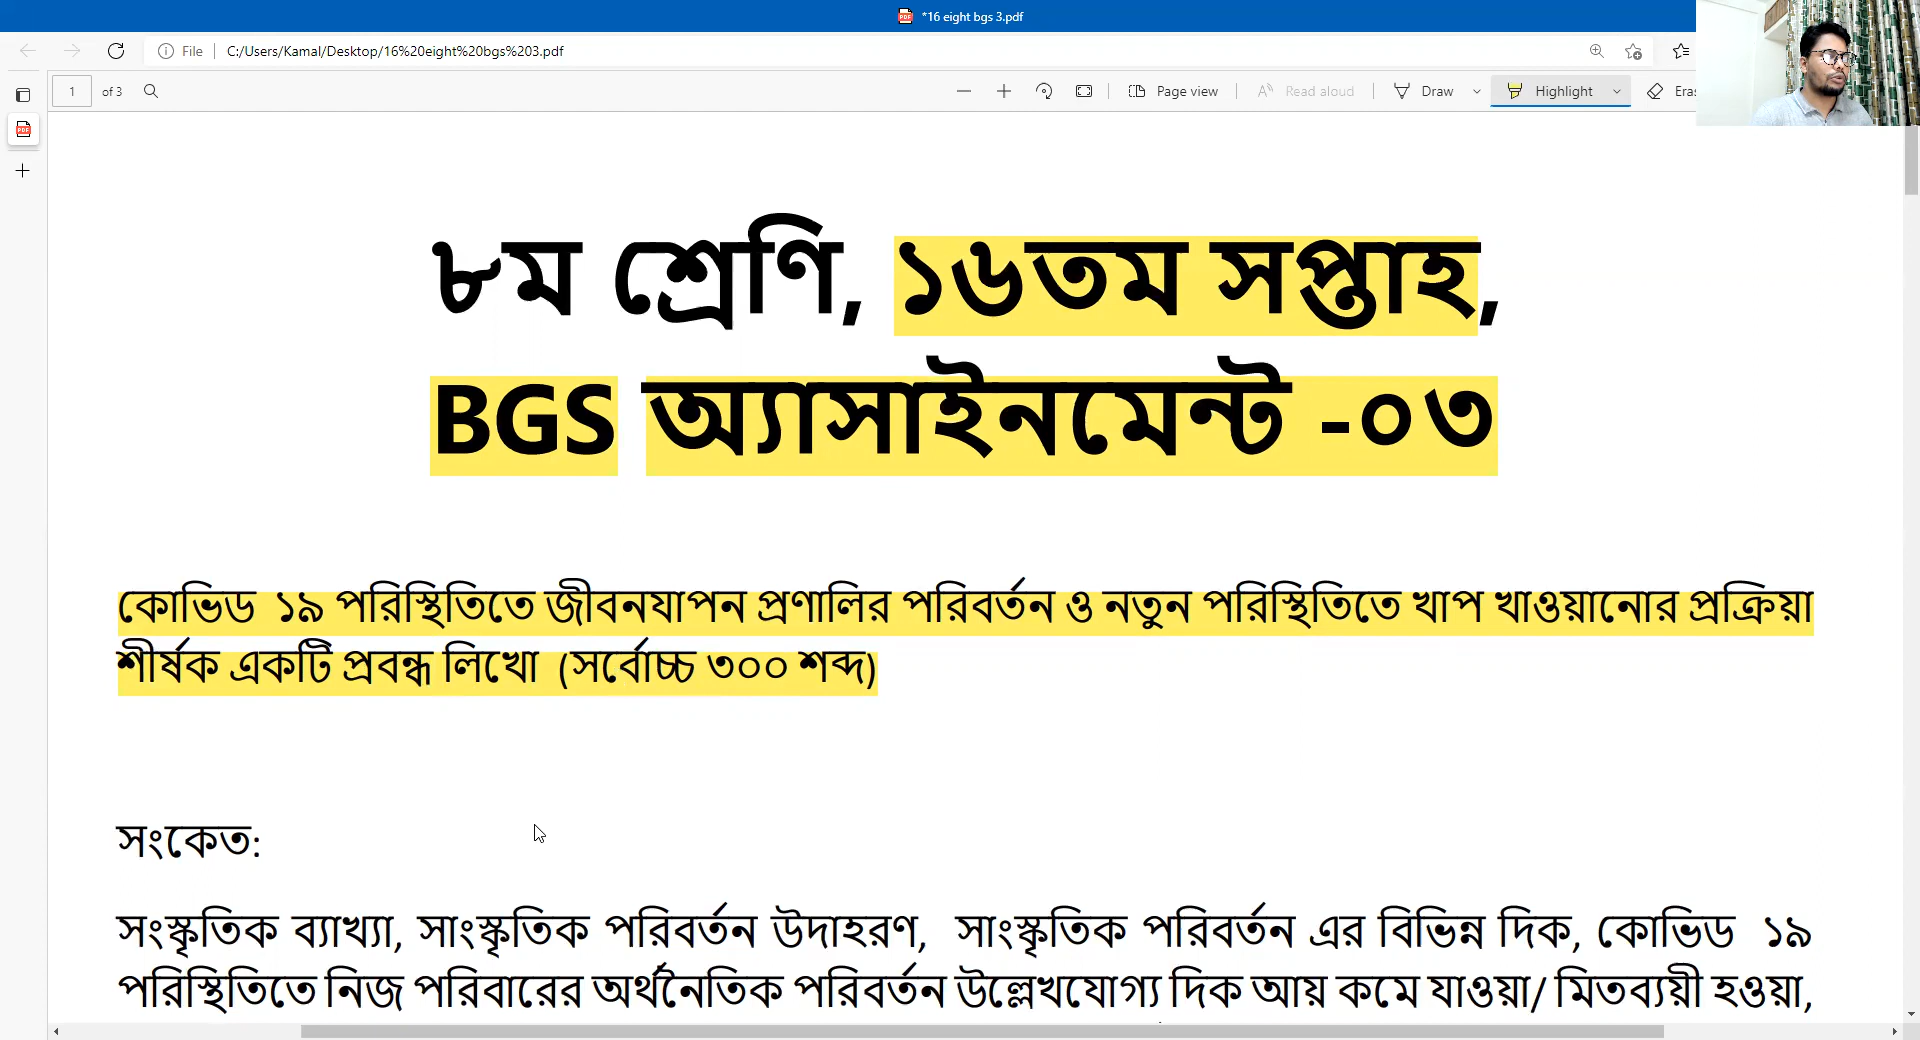 *16 eight bgs 3.pdf
File
C:/Users/Kamal/Desktop/16%20eight%20bgs%203.pdf
1 of 3
Page view
Read aloud
Draw
Highlight
Eras
৮ম শ্রেণি, ১৬তম সপ্তাহ,
BGS অ্যাসাইনমেন্ট -০৩
কোভিড ১৯ পরিস্থিতিতে জীবনযাপন প্রণালির পরিবর্তন ও নতুন পরিস্থিতিতে খাপ খাওয়ানোর প্রক্রিয়া
শীর্ষক একটি প্রবন্ধ লিখো (সর্বোচ্চ ৩০০ শব্দ)
সংকেত:
সংস্কৃতিক ব্যাখ্যা, সাংস্কৃতিক পরিবর্তন উদাহরণ, সাংস্কৃতিক পরিবর্তন এর বিভিন্ন দিক, কোভিড ১৯
পরিস্থিতিতে নিজ পরিবারের অর্থনৈতিক পরিবর্তন উল্লেখযোগ্য দিক আয় কমে যাওয়া/ মিতব্যয়ী হওয়া,